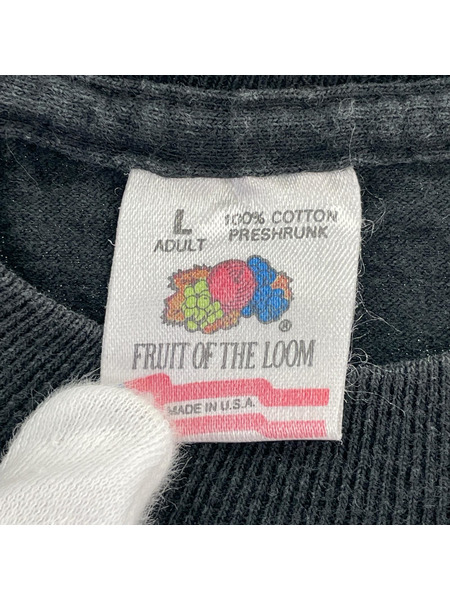 L 100% COTTON
ADULT PRESHRUNK
®
FRUIT OF THE LOOM
MADE IN U.S.A.